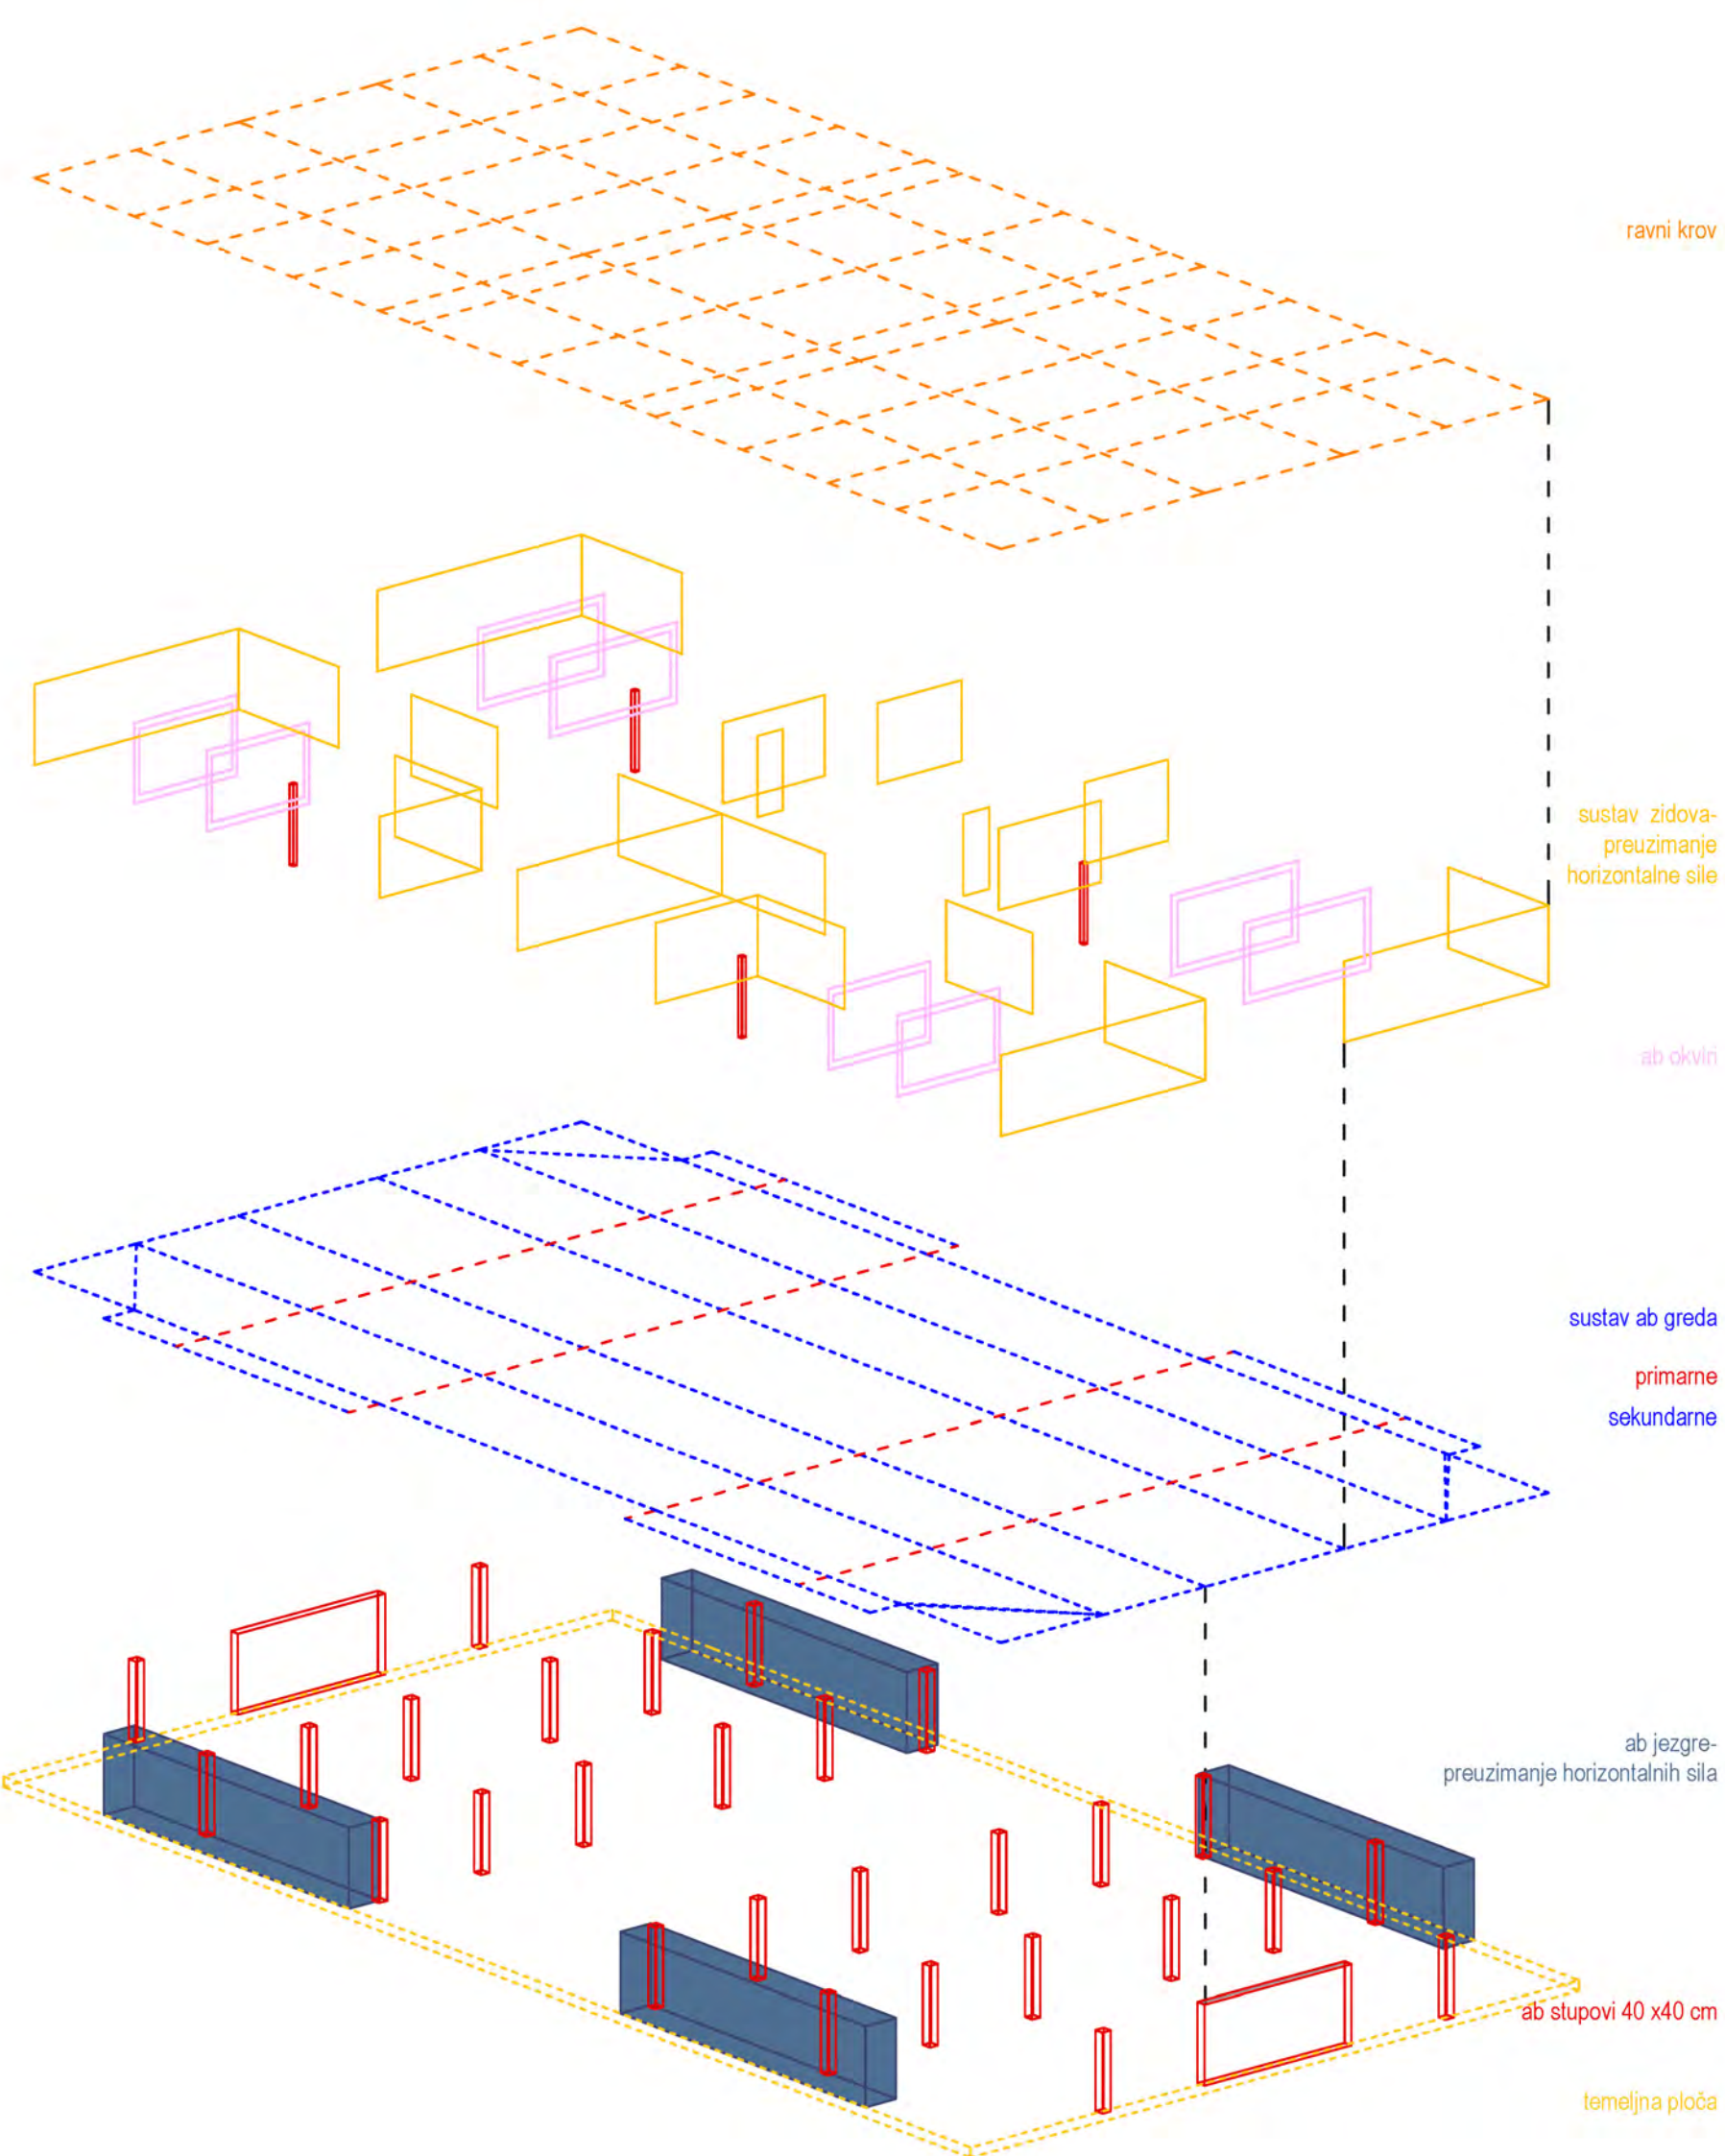 ravni krov
sustav zidova-
preuzimanje
horizontalne sile
ab okviri
sustav ab greda
primarne
sekundarne
ab jezgre-
preuzimanje horizontalnih sila
ab stupovi 40 x40 cm
temeljna ploča